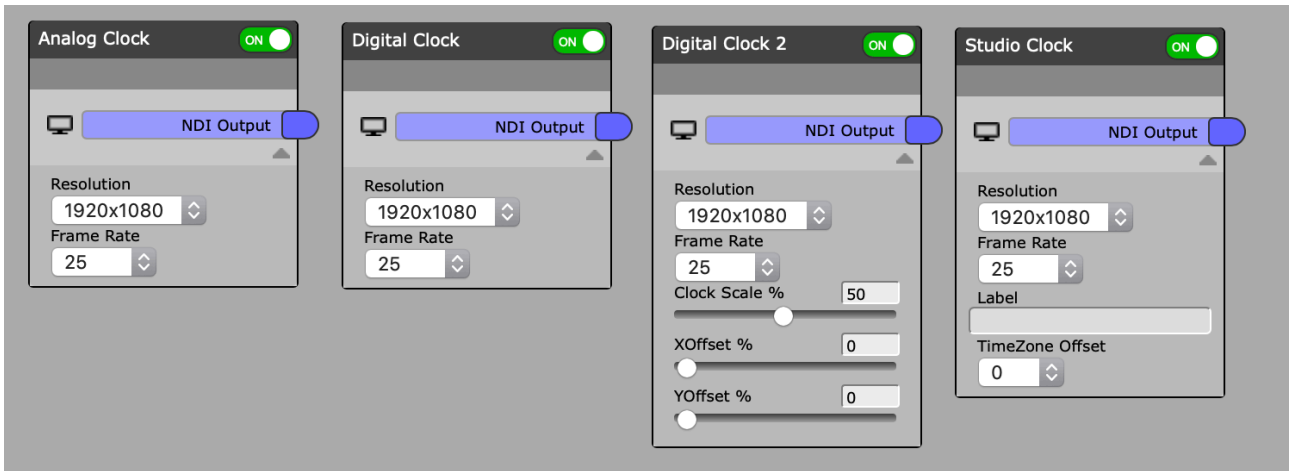 Analog Clock ON
NDI Output
Resolution
1920x1080
Frame Rate
25
Digital Clock ON
NDI Output
Resolution
1920x1080
Frame Rate
25
Digital Clock 2 ON
NDI Output
Resolution
1920x1080
Frame Rate
25
Clock Scale % 50
XOffset % 0
YOffset % 0
Studio Clock ON
NDI Output
Resolution
1920x1080
Frame Rate
25
Label
TimeZone Offset
0